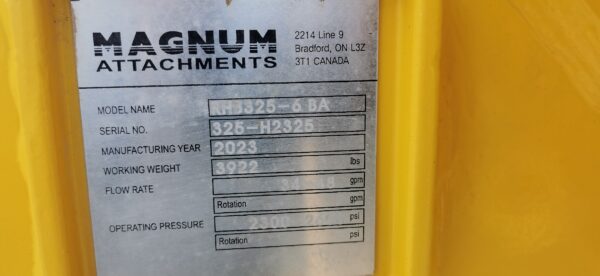 MAGNUM
ATTACHMENTS
2214 Line 9
Bradford, ON L3Z
3T1 CANADA
MODEL NAME
SERIAL NO. 325-H2325
MANUFACTURING YEAR 2023
WORKING WEIGHT 3922 lbs
FLOW RATE gpm
Rotation gpm
OPERATING PRESSURE 2300 psi
Rotation psi